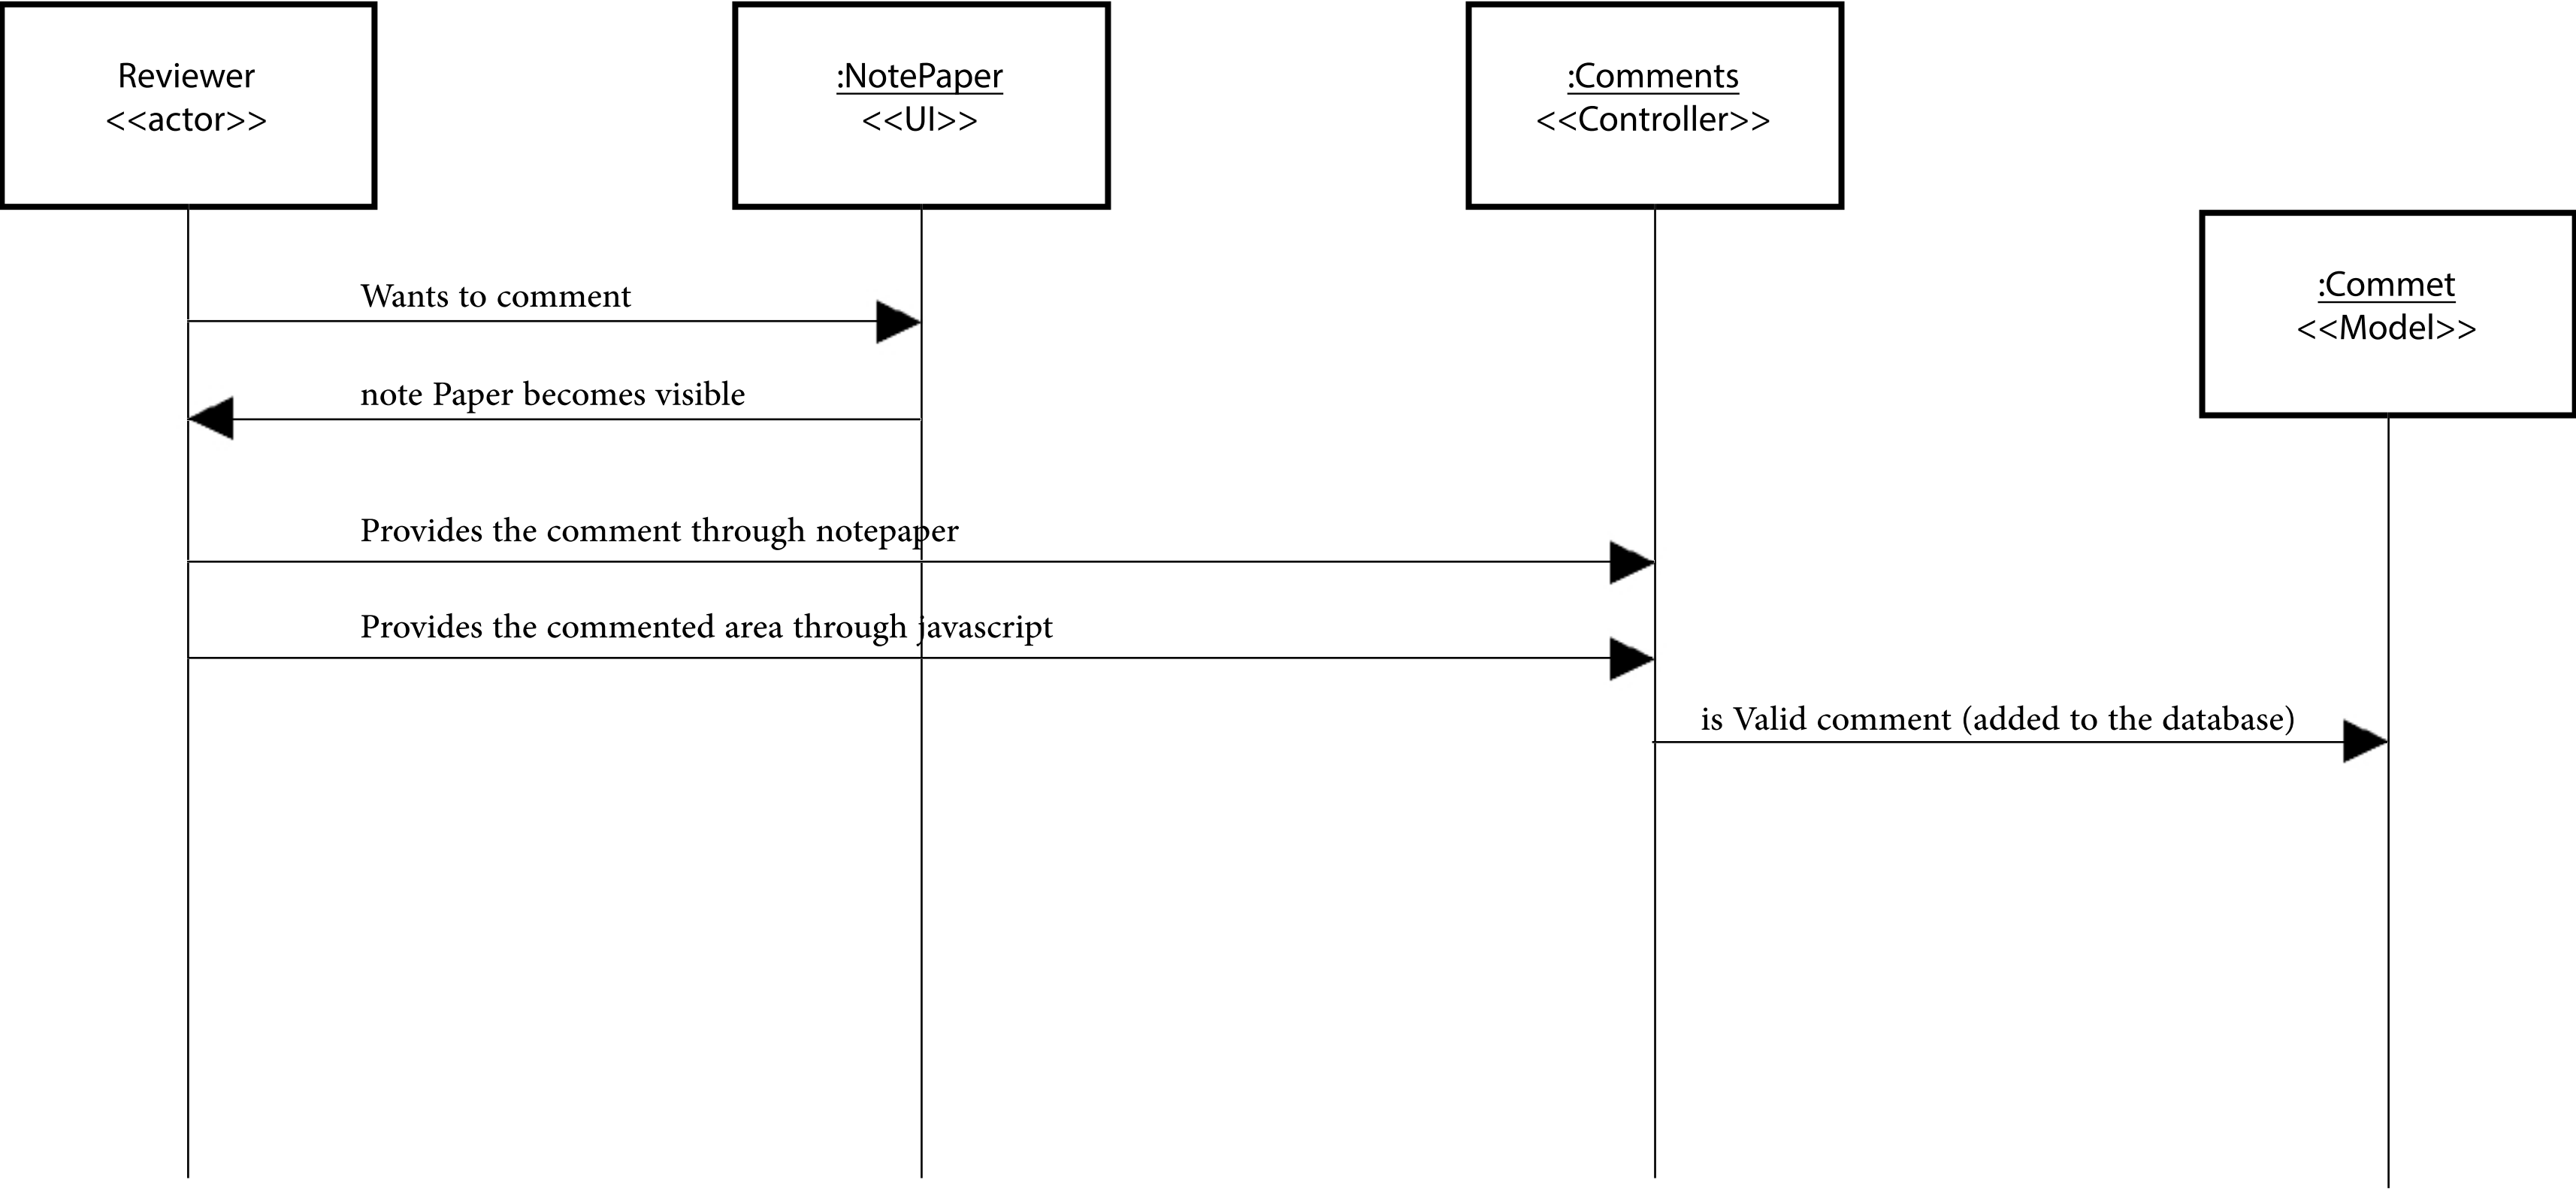 Reviewer
<<actor>>
:NotePaper
<<UI>>
:Comments
<<Controller>>
:Commet
<<Model>>
Wants to comment
note Paper becomes visible
Provides the comment through notepaper
Provides the commented area through javascript
is Valid comment (added to the database)